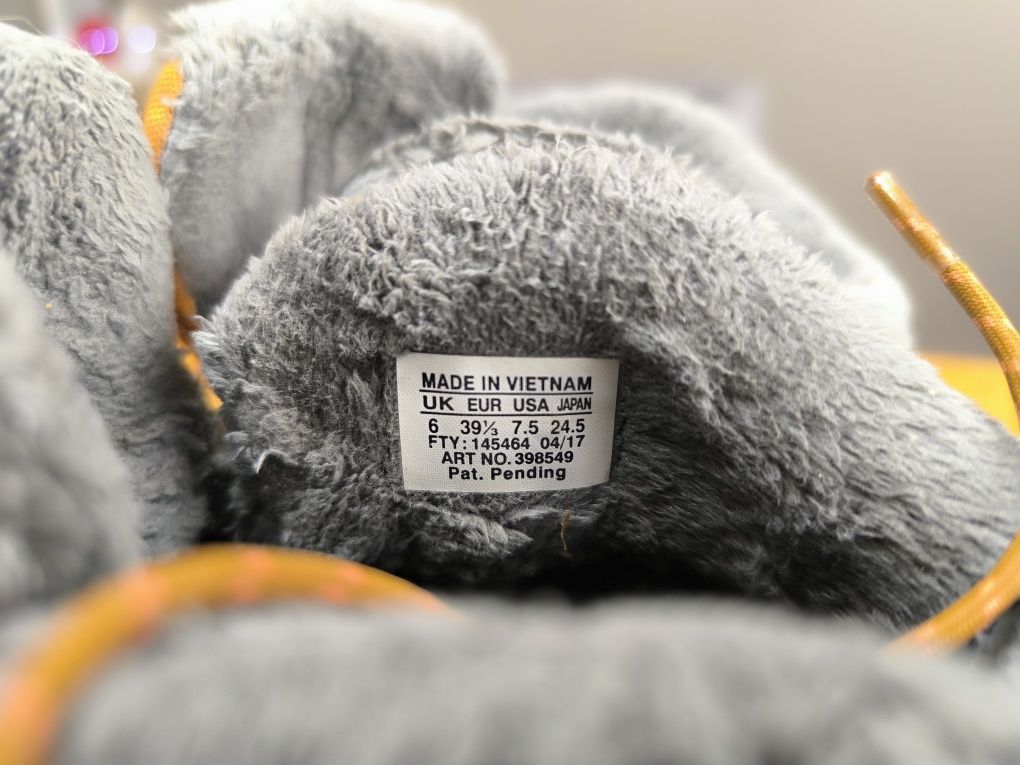 MADE IN VIETNAM
UK EUR USA JAPAN
6 39⅓ 7.5 24.5
FTY: 145464 04/17
ART NO. 398549
Pat. Pending